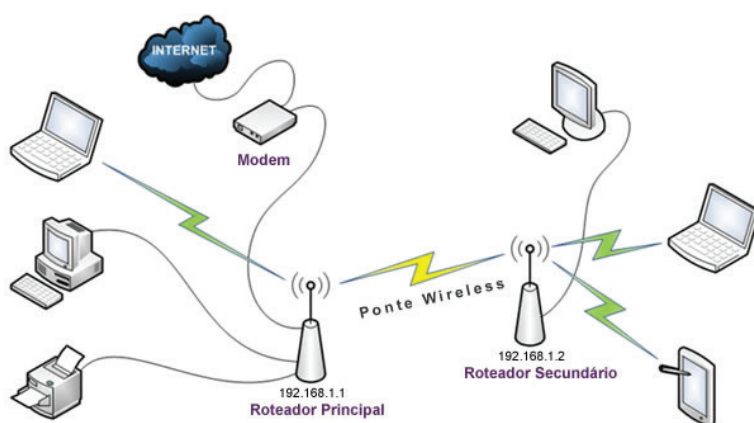 INTERNET
Modem
Ponte Wireless
192.168.1.1
Roteador Principal
192.168.1.2
Roteador Secundário